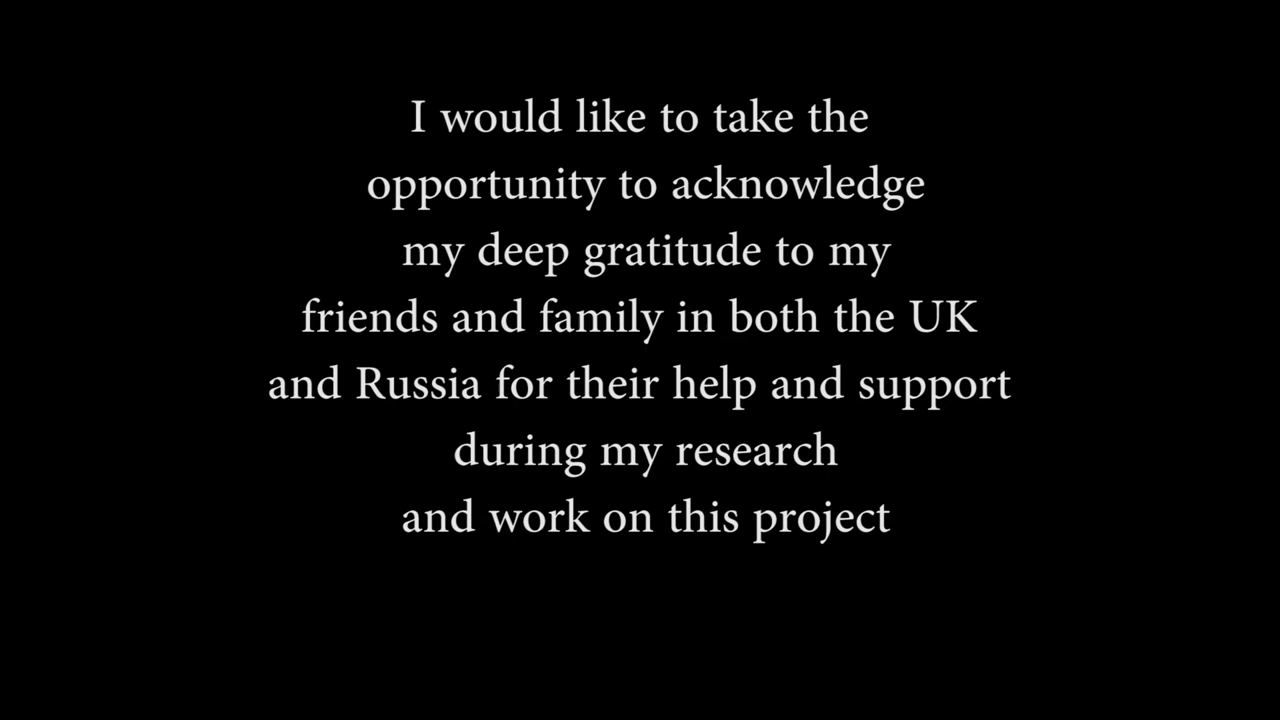 I would like to take the
opportunity to acknowledge
my deep gratitude to my
friends and family in both the UK
and Russia for their help and support
during my research
and work on this project